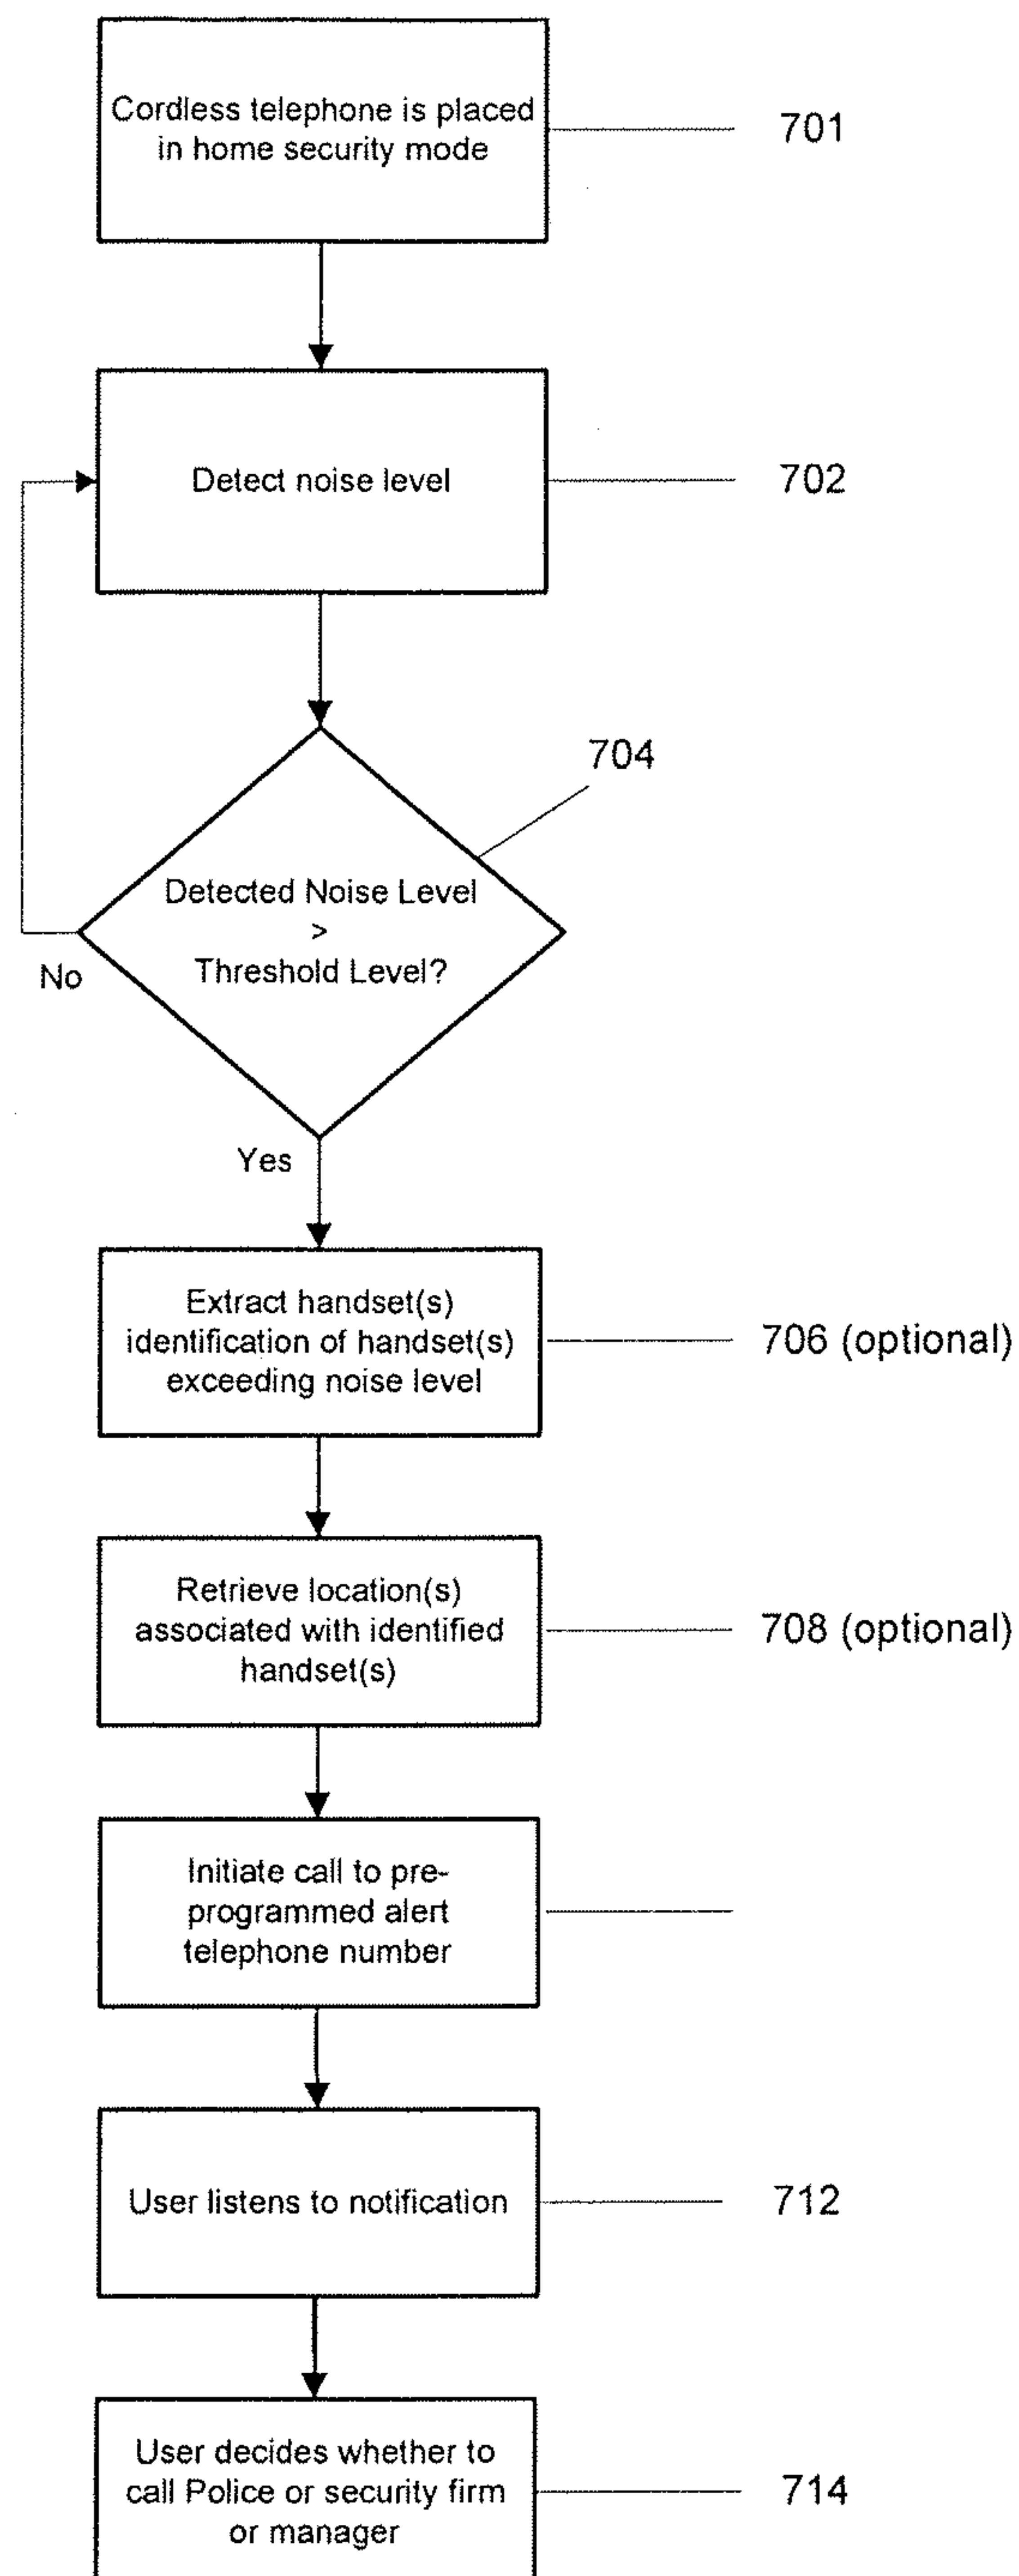 Cordless telephone is placed
in home security mode
701
Detect noise level
702
704
Detected Noise Level
>
Threshold Level?
No
Yes
Extract handset(s)
identification of handset(s)
exceeding noise level
706 (optional)
Retrieve location(s)
associated with identified
handset(s)
708 (optional)
Initiate call to pre-
programmed alert
telephone number
User listens to notification
712
User decides whether to
call Police or security firm
or manager
714